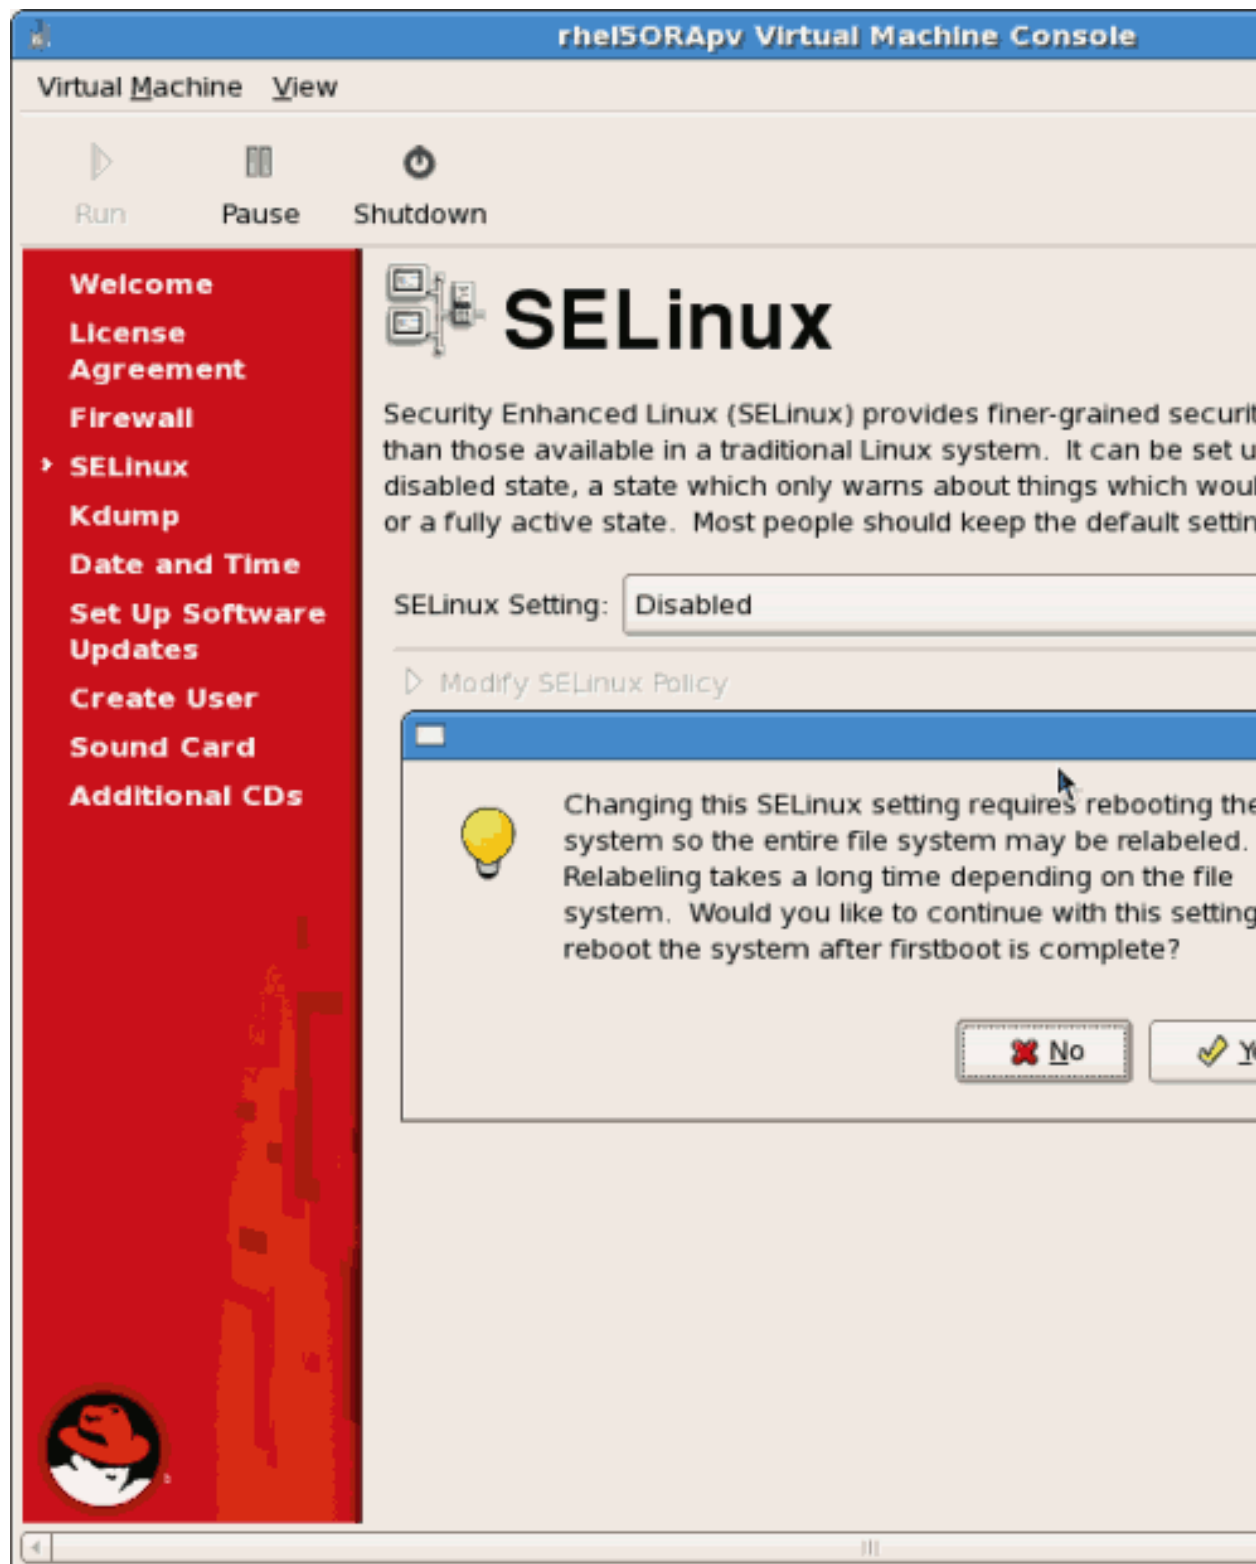 rhel5ORApv Virtual Machine Console
Virtual Machine View
Run Pause Shutdown
Welcome
License
Agreement
Firewall
SELinux
Kdump
Date and Time
Set Up Software
Updates
Create User
Sound Card
Additional CDs
SELinux
Security Enhanced Linux (SELinux) provides finer-grained securit
than those available in a traditional Linux system. It can be set u
disabled state, a state which only warns about things which woul
or a fully active state. Most people should keep the default settin
SELinux Setting: Disabled
Modify SELinux Policy
Changing this SELinux setting requires rebooting the
system so the entire file system may be relabeled.
Relabeling takes a long time depending on the file
system. Would you like to continue with this setting
reboot the system after firstboot is complete?
No Ye